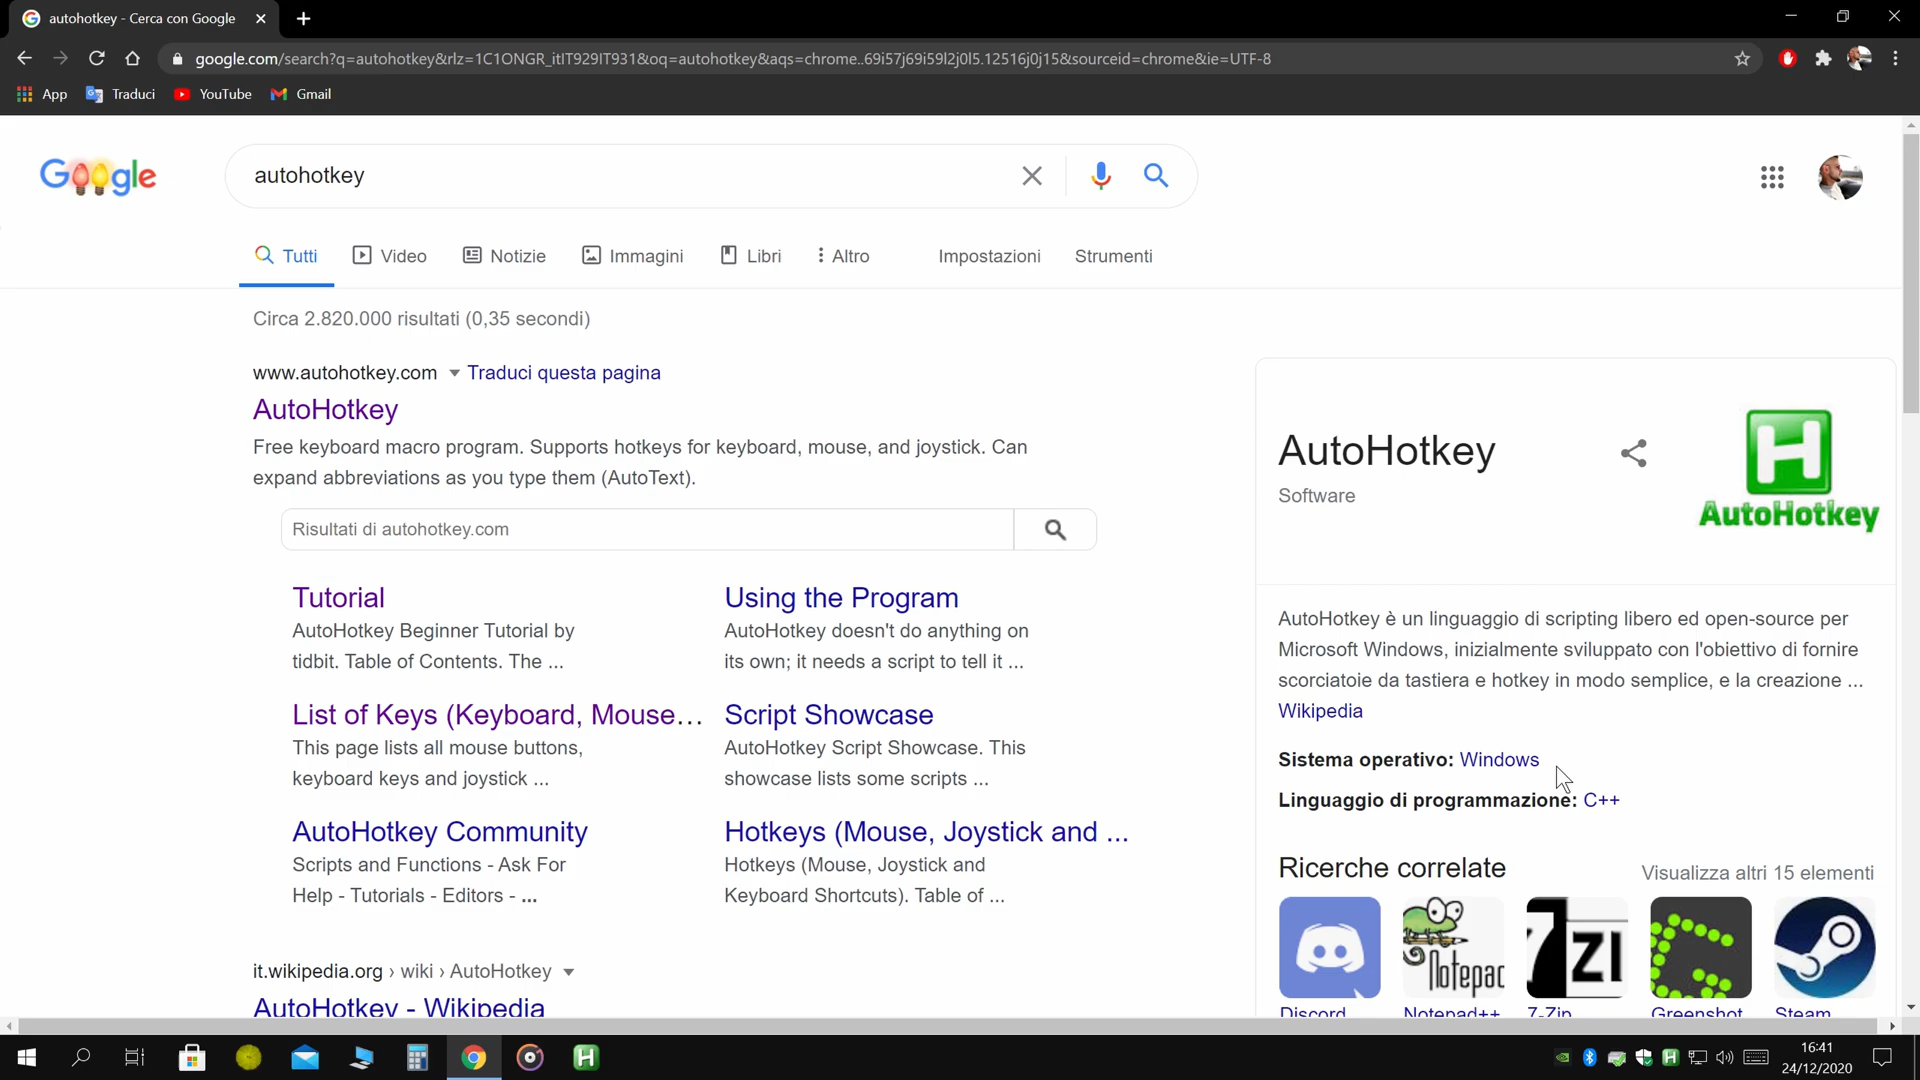 autohotkey - Cerca con Google
google.com/search?q=autohotkey&rlz=1C1ONGR_itIT929IT931&oq=autohotkey&aqs=chrome..69i57j69i59l2j0l5.12516j0j15&sourceid=chrome&ie=UTF-8
App Traduci YouTube Gmail
Google
autohotkey
Tutti Video Notizie Immagini Libri Altro Impostazioni Strumenti
Circa 2.820.000 risultati (0,35 secondi)
www.autohotkey.com Traduci questa pagina
AutoHotkey
Free keyboard macro program. Supports hotkeys for keyboard, mouse, and joystick. Can
expand abbreviations as you type them (AutoText).
Risultati di autohotkey.com
Tutorial
AutoHotkey Beginner Tutorial by
tidbit. Table of Contents. The ...
Using the Program
AutoHotkey doesn't do anything on
its own; it needs a script to tell it ...
List of Keys (Keyboard, Mouse...
This page lists all mouse buttons,
keyboard keys and joystick ...
Script Showcase
AutoHotkey Script Showcase. This
showcase lists some scripts ...
AutoHotkey Community
Scripts and Functions - Ask For
Help - Tutorials - Editors - ...
Hotkeys (Mouse, Joystick and ...
Hotkeys (Mouse, Joystick and
Keyboard Shortcuts). Table of ...
it.wikipedia.org › wiki › AutoHotkey
AutoHotkey - Wikipedia
AutoHotkey
Software
H
AutoHotkey
AutoHotkey è un linguaggio di scripting libero ed open-source per
Microsoft Windows, inizialmente sviluppato con l'obiettivo di fornire
scorciatoie da tastiera e hotkey in modo semplice, e la creazione ...
Wikipedia
Sistema operativo: Windows
Linguaggio di programmazione: C++
Ricerche correlate
Visualizza altri 15 elementi
Notepad
7ZI
Discord Notepad++ 7-Zip Greenshot Steam
H
H
16:41
24/12/2020